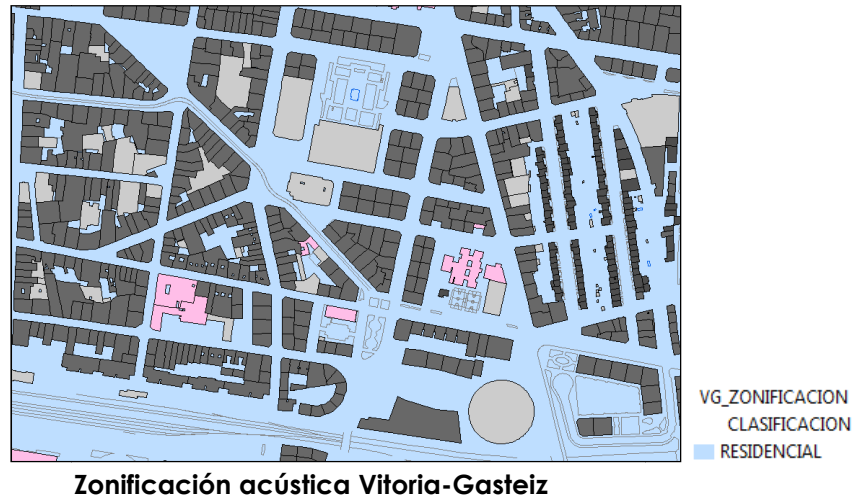 VG_ZONIFICACION
CLASIFICACION
RESIDENCIAL
Zonificación acústica Vitoria-Gasteiz